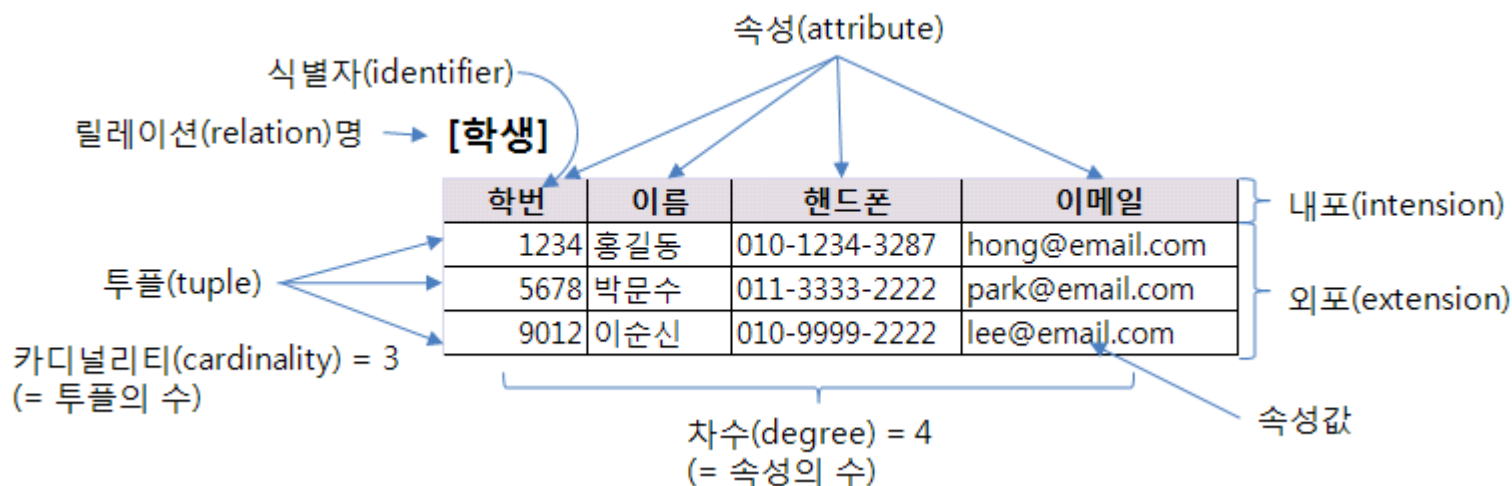 속성(attribute)
식별자(identifier)
릴레이션(relation)명
[학생]
학번 이름 핸드폰 이메일
내포(intension)
1234 홍길동 010-1234-3287 hong@email.com
5678 박문수 011-3333-2222 park@email.com
9012 이순신 010-9999-2222 lee@email.com
투플(tuple)
외포(extension)
카디널리티(cardinality) = 3
(= 투플의 수)
차수(degree) = 4
(= 속성의 수)
속성값